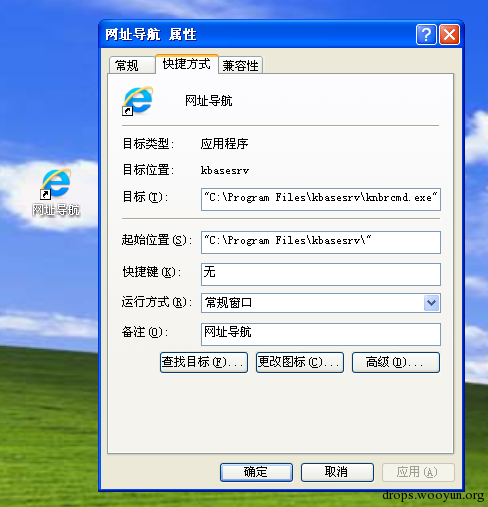 网址导航 属性
常规 快捷方式 兼容性
网址导航
目标类型: 应用程序
目标位置: kbasesrv
目标(T): "C:\Program Files\kbasesrv\knbrcmd.exe"
网址导航
起始位置(S): "C:\Program Files\kbasesrv\"
快捷键(K): 无
运行方式(R): 常规窗口
备注(O): 网址导航
查找目标(F)... 更改图标(C)... 高级(D)...
确定 取消 应用(A)
drops.wooyun.org